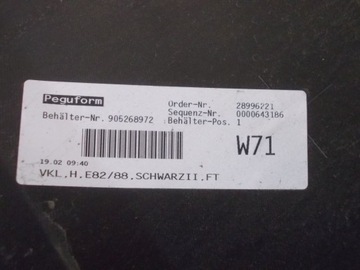 Peguform
Order-Nr. 28996221
Behälter-Nr. 906268972
Sequenz-Nr. 0000643186
Behälter-Pos. 1
W71
19.02 09:40
VKL.H.E82/88.SCHWARZII.FT